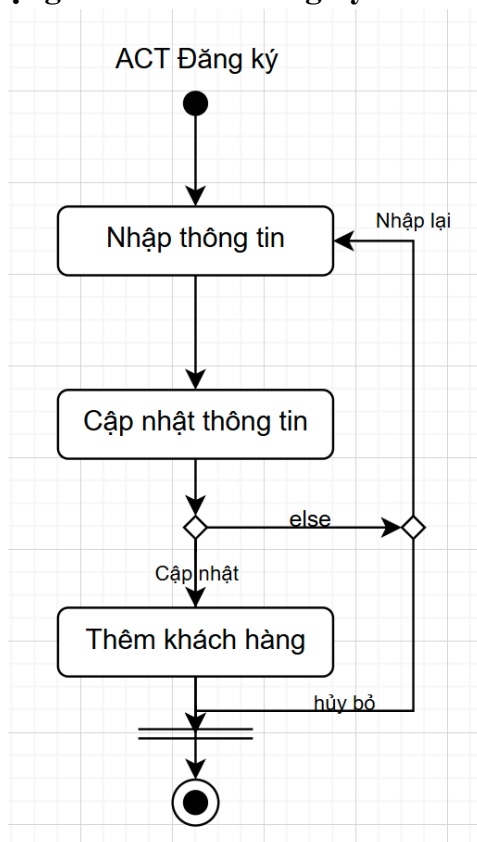 ACT Đăng ký
Nhập thông tin
Nhập lại
Cập nhật thông tin
else
Cập nhật
Thêm khách hàng
hủy bỏ